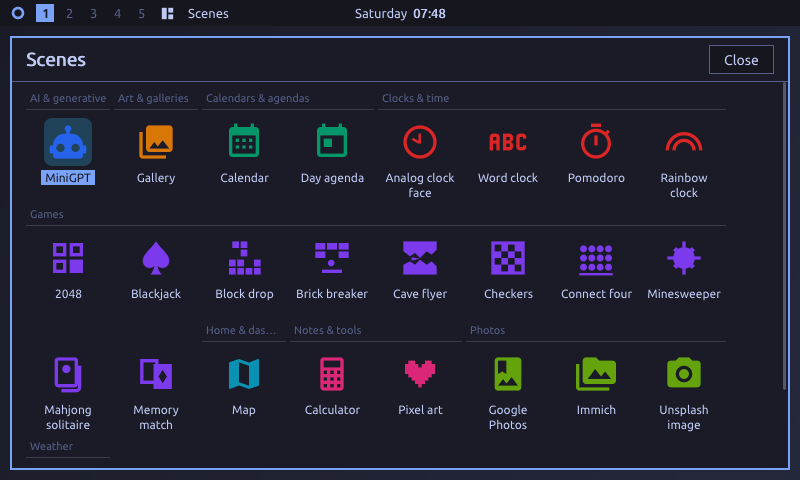 1 2 3 4 5 Scenes Saturday 07:48
Scenes Close
AI & generative Art & galleries Calendars & agendas Clocks & time
ABC
MiniGPT Gallery Calendar Day agenda Analog clock face Word clock Pomodoro Rainbow clock
Games
2048 Blackjack Block drop Brick breaker Cave flyer Checkers Connect four Minesweeper
Home & das… Notes & tools Photos
Mahjong solitaire Memory match Map Calculator Pixel art Google Photos Immich Unsplash image
Weather